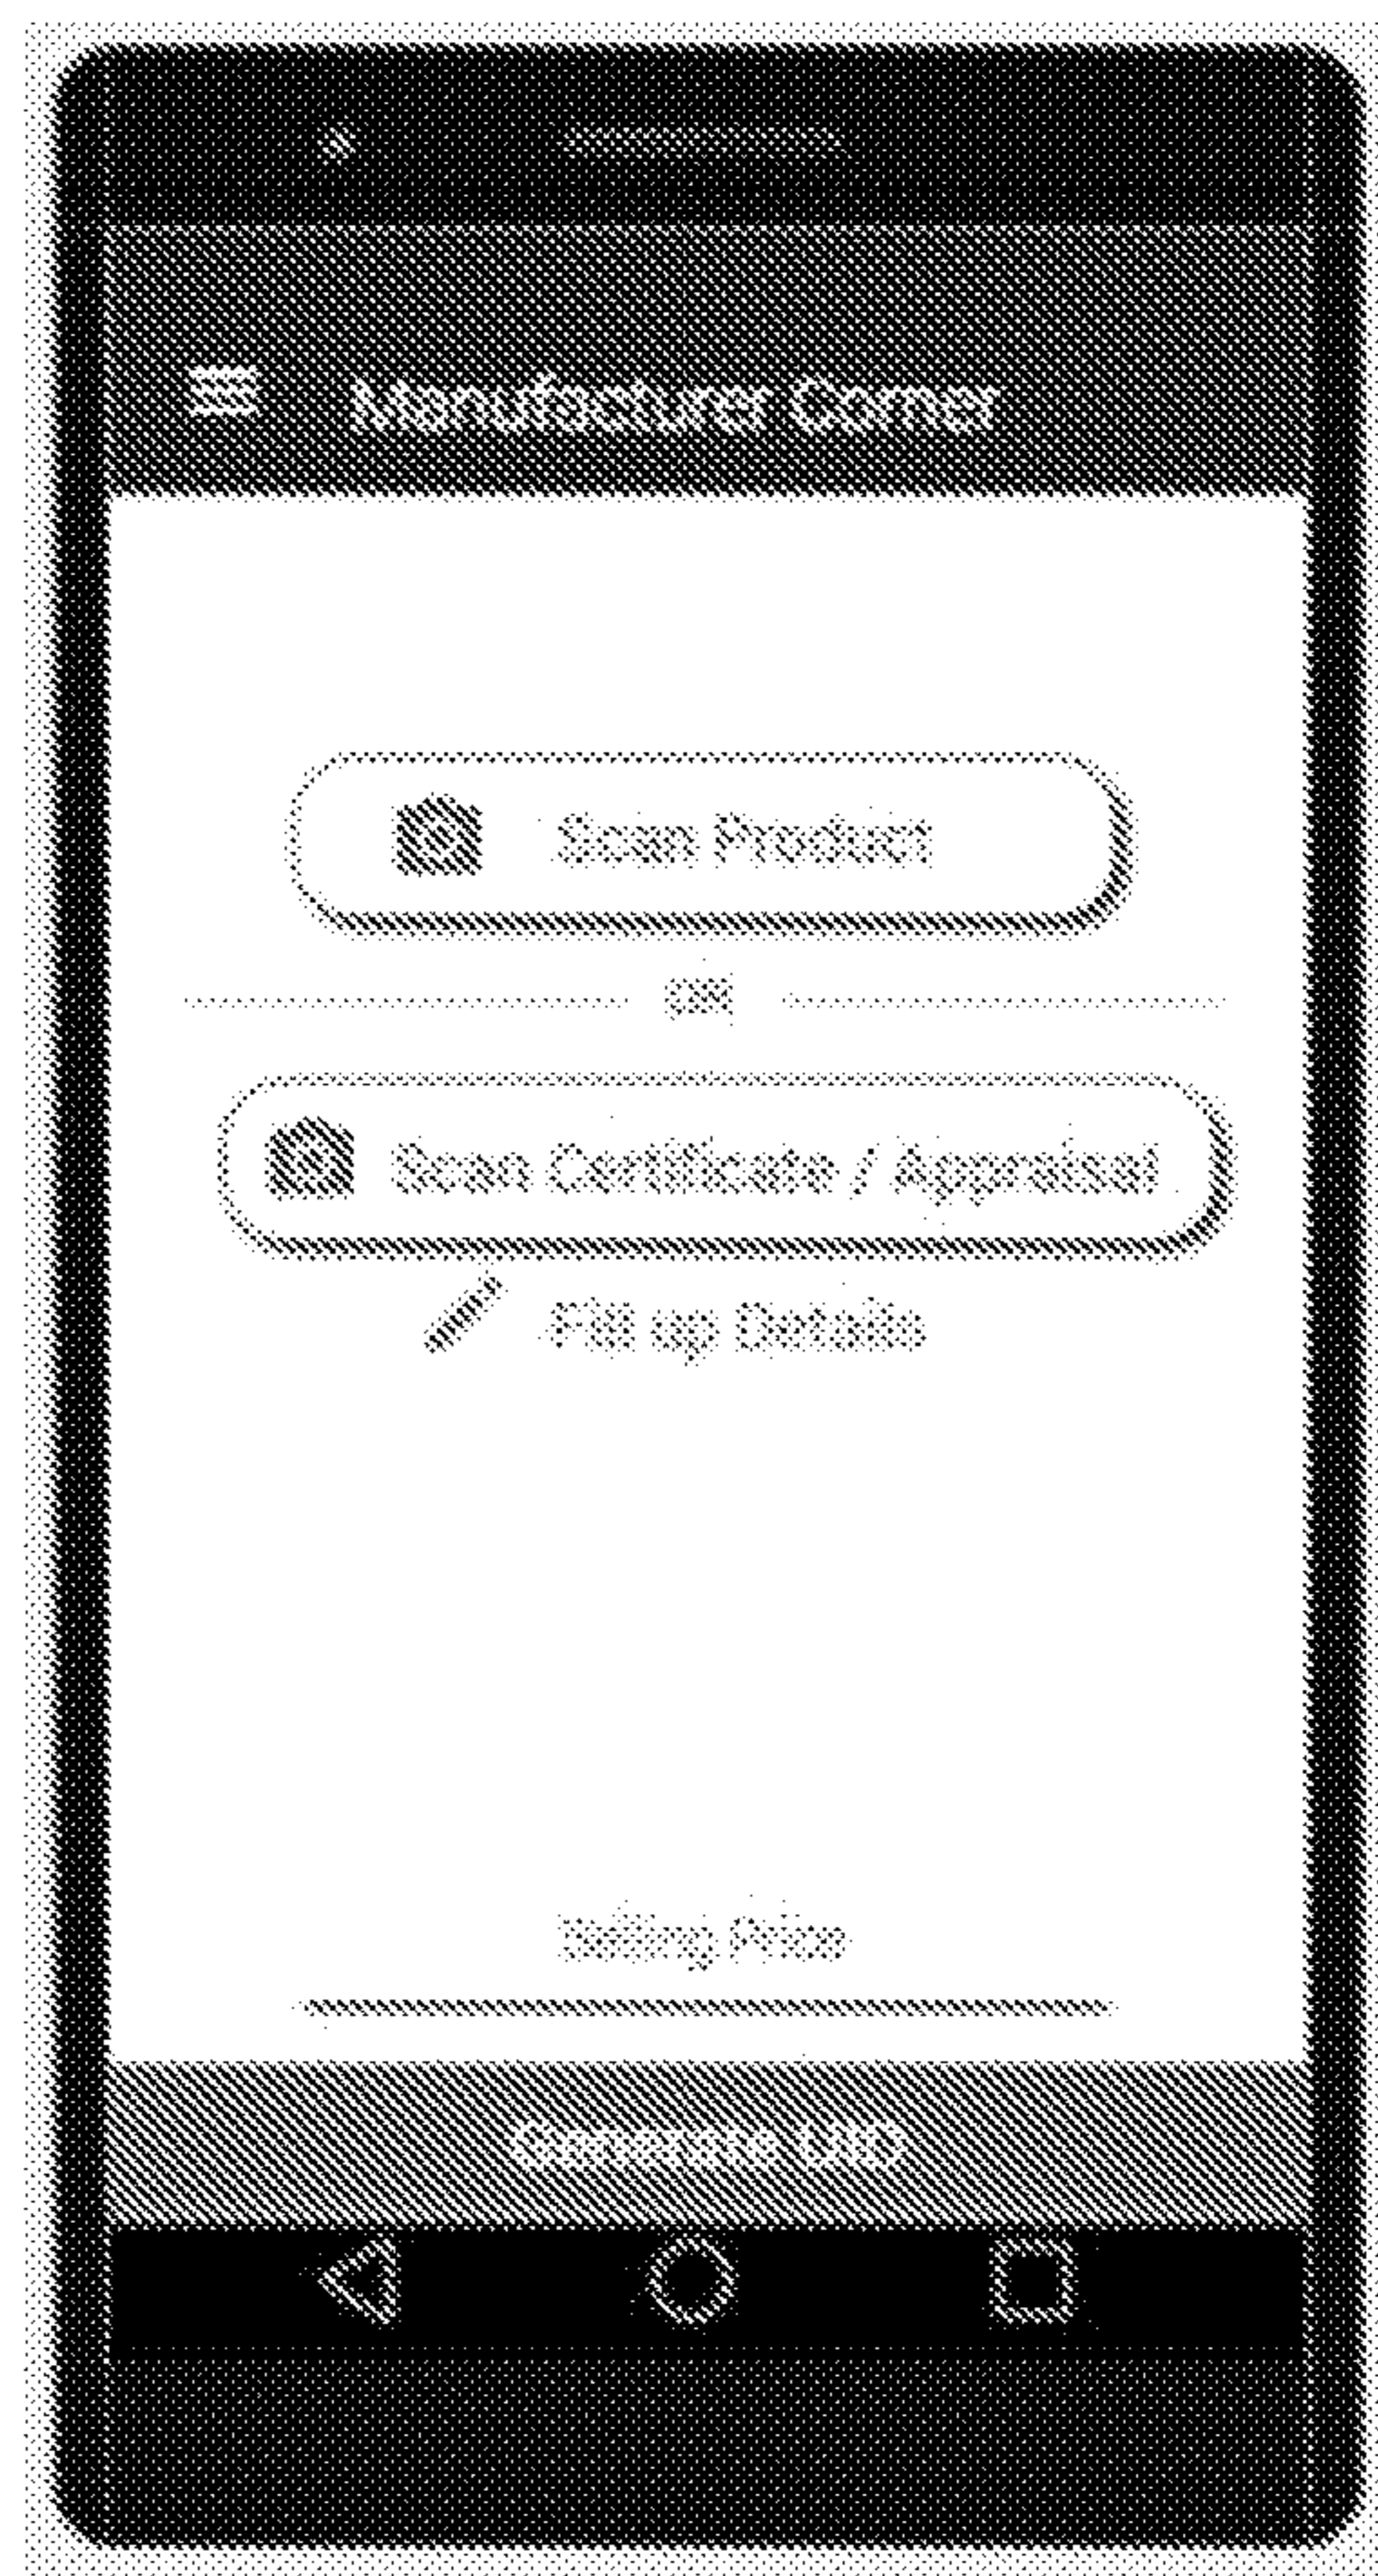 Manufacturer Corner
Scan Product
OR
Scan Certificate / Appraisal
Fill up Details
Selling Price
Generate UID